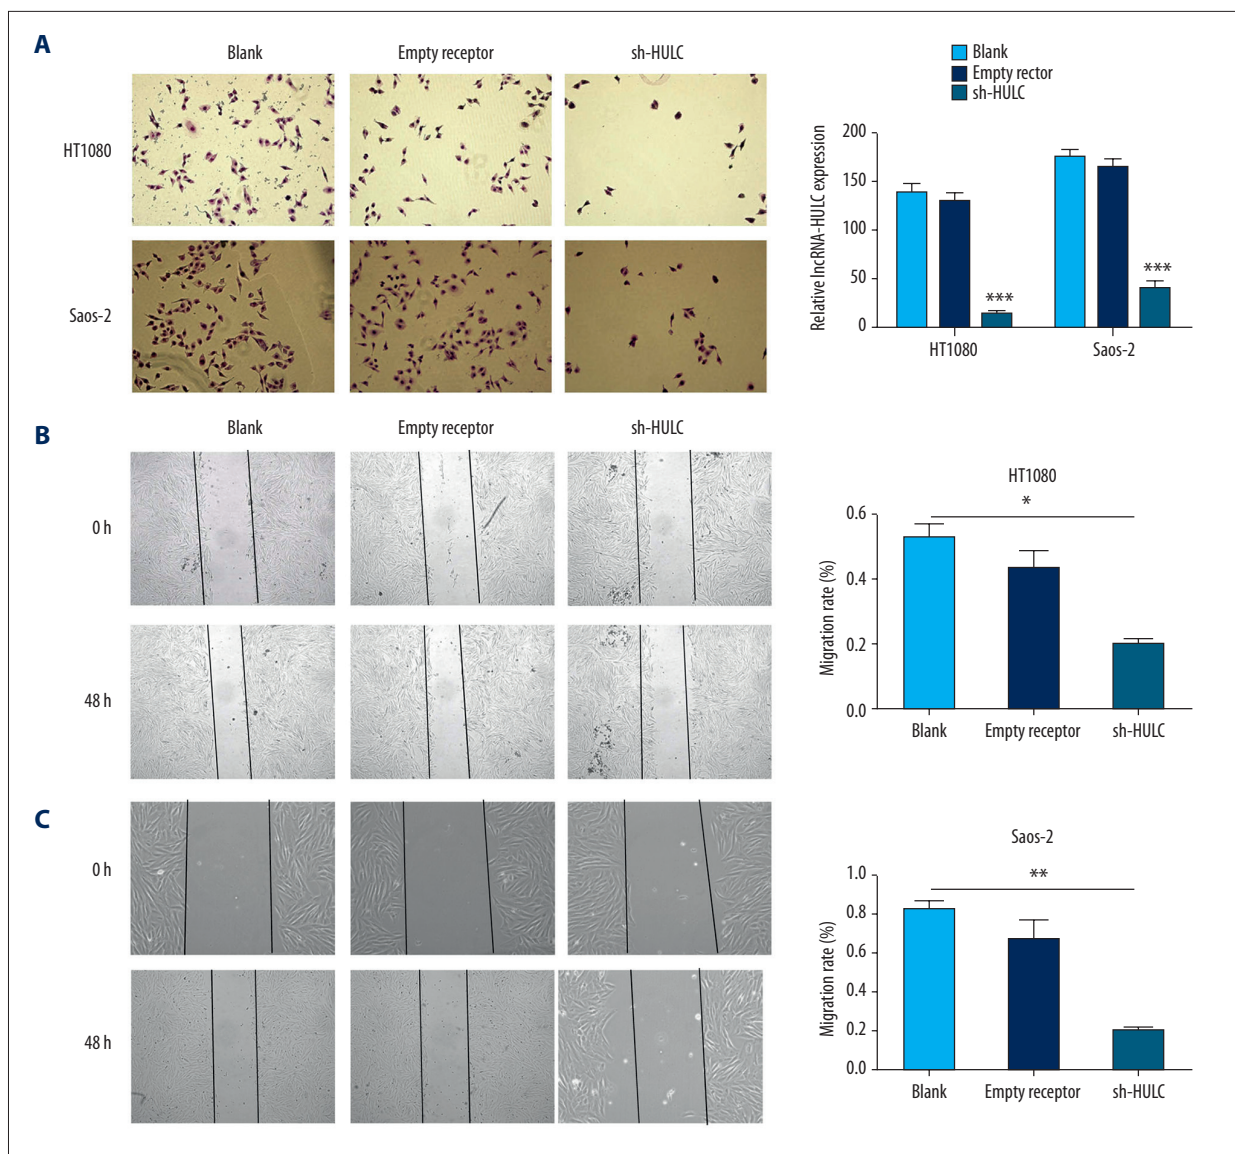 A
Blank
Empty receptor
sh-HULC
HT1080
Saos-2
Blank
Empty rector
sh-HULC
Relative lncRNA-HULC expression
200
150
100
50
0
***
***
HT1080
Saos-2
B
Blank
Empty receptor
sh-HULC
0 h
48 h
HT1080
*
Migration rate (%)
0.6
0.4
0.2
0.0
Blank
Empty receptor
sh-HULC
C
0 h
48 h
Saos-2
**
Migration rate (%)
1.0
0.8
0.6
0.4
0.2
0.0
Blank
Empty receptor
sh-HULC